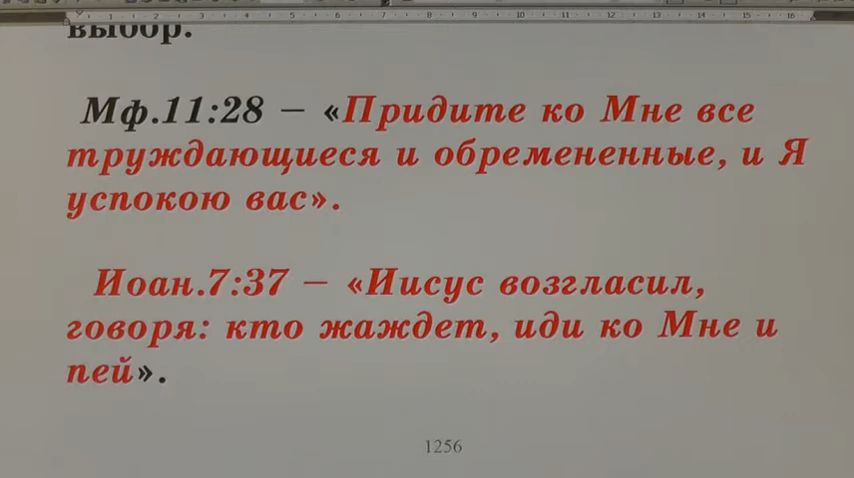 выбор.
Мф.11:28 – «Придите ко Мне все
труждающиеся и обремененные, и Я
успокою вас».
Иоан.7:37 – «Иисус возгласил,
говоря: кто жаждет, иди ко Мне и
пей».
1256